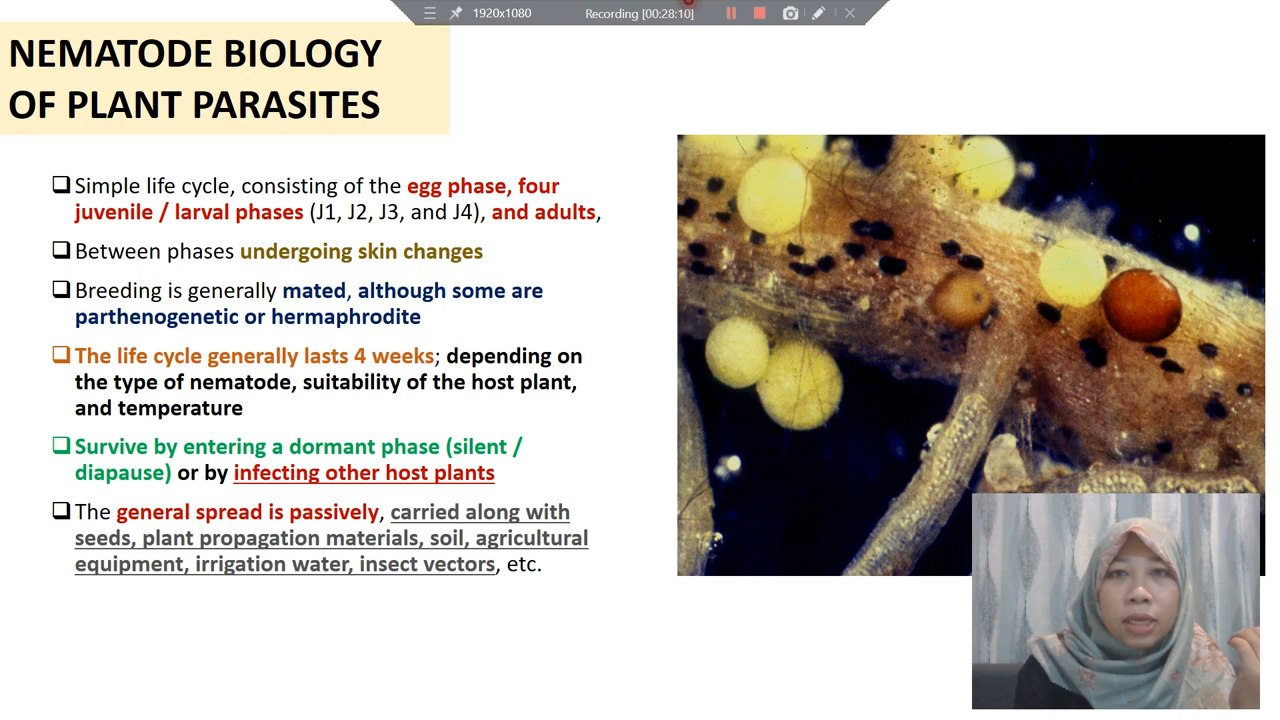 1920x1080
Recording [00:28:10]
NEMATODE BIOLOGY
OF PLANT PARASITES
Simple life cycle, consisting of the egg phase, four
juvenile / larval phases (J1, J2, J3, and J4), and adults,
Between phases undergoing skin changes
Breeding is generally mated, although some are
parthenogenetic or hermaphrodite
The life cycle generally lasts 4 weeks; depending on
the type of nematode, suitability of the host plant,
and temperature
Survive by entering a dormant phase (silent /
diapause) or by infecting other host plants
The general spread is passively, carried along with
seeds, plant propagation materials, soil, agricultural
equipment, irrigation water, insect vectors, etc.